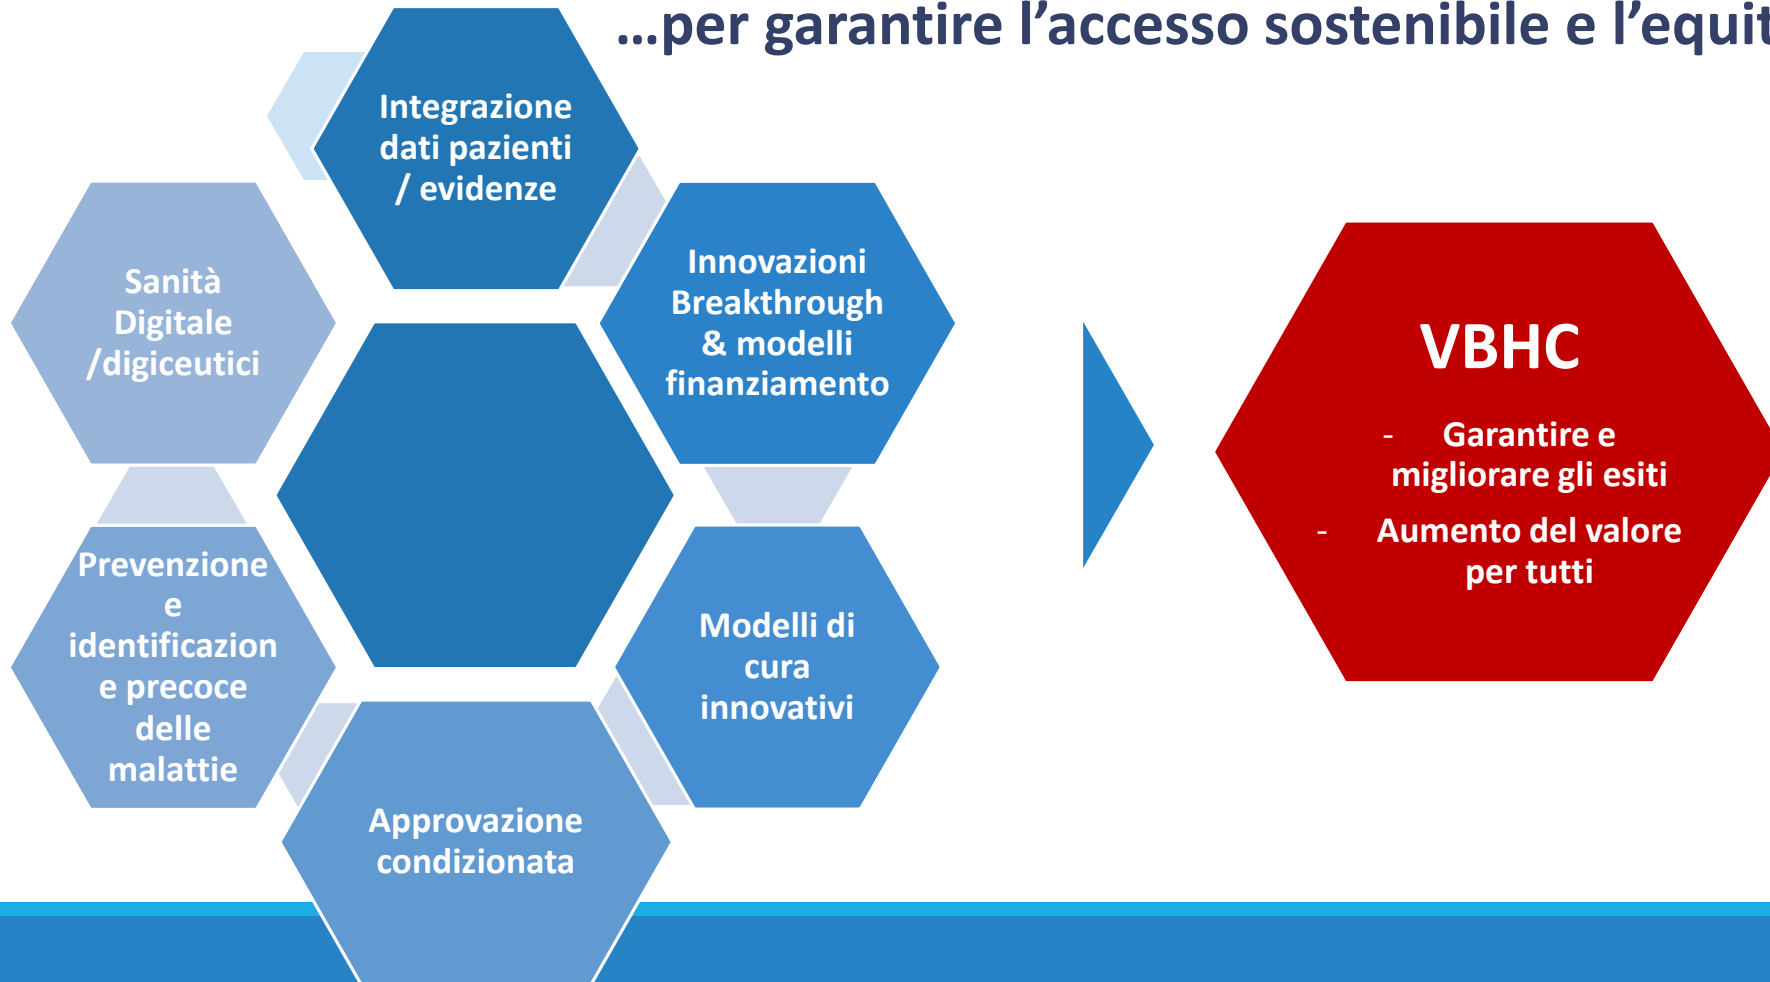 …per garantire l’accesso sostenibile e l’equit
Integrazione
dati pazienti
/ evidenze
Innovazioni
Breakthrough
& modelli
finanziamento
Modelli di
cura
innovativi
Approvazione
condizionata
Prevenzione
e
identificazion
e precoce
delle
malattie
Sanità
Digitale
/digiceutici
VBHC
- Garantire e
migliorare gli esiti
- Aumento del valore
per tutti